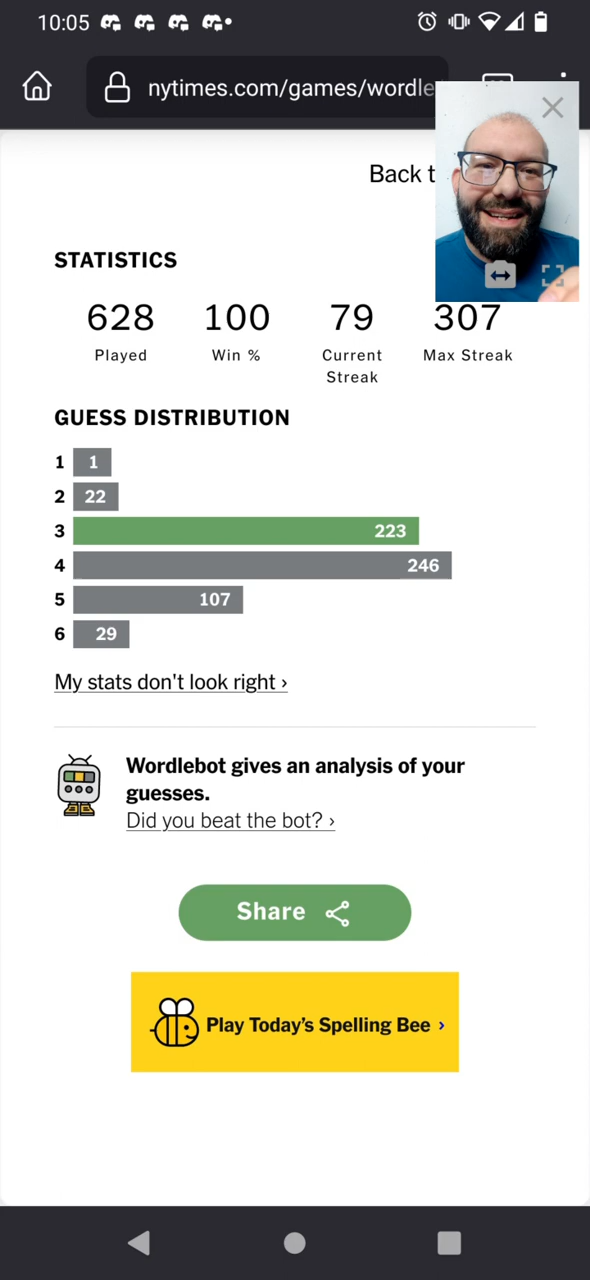 10:05
nytimes.com/games/wordle
Back t
STATISTICS
628 100 79 307
Played Win % Current Streak Max Streak
GUESS DISTRIBUTION
1 1
2 22
3 223
4 246
5 107
6 29
My stats don't look right ›
Wordlebot gives an analysis of your
guesses.
Did you beat the bot? ›
Share
Play Today’s Spelling Bee ›